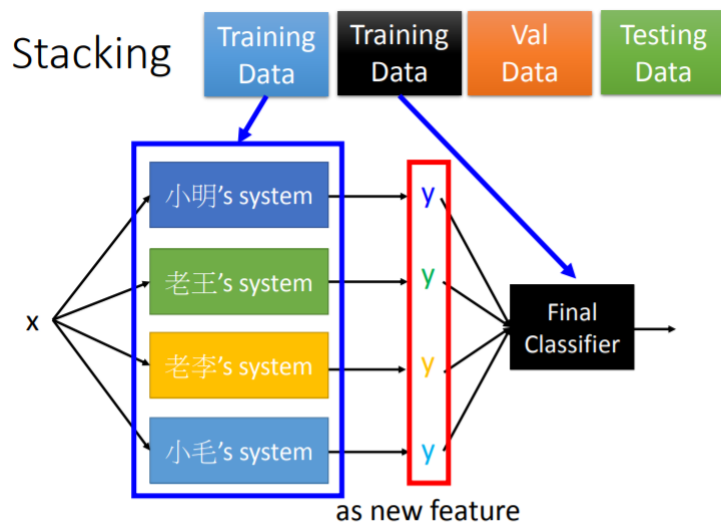 Stacking
Training
Data
Training
Data
Val
Data
Testing
Data
小明's system
y
老王's system
y
x
Final
Classifier
老李's system
y
小毛's system
y
as new feature